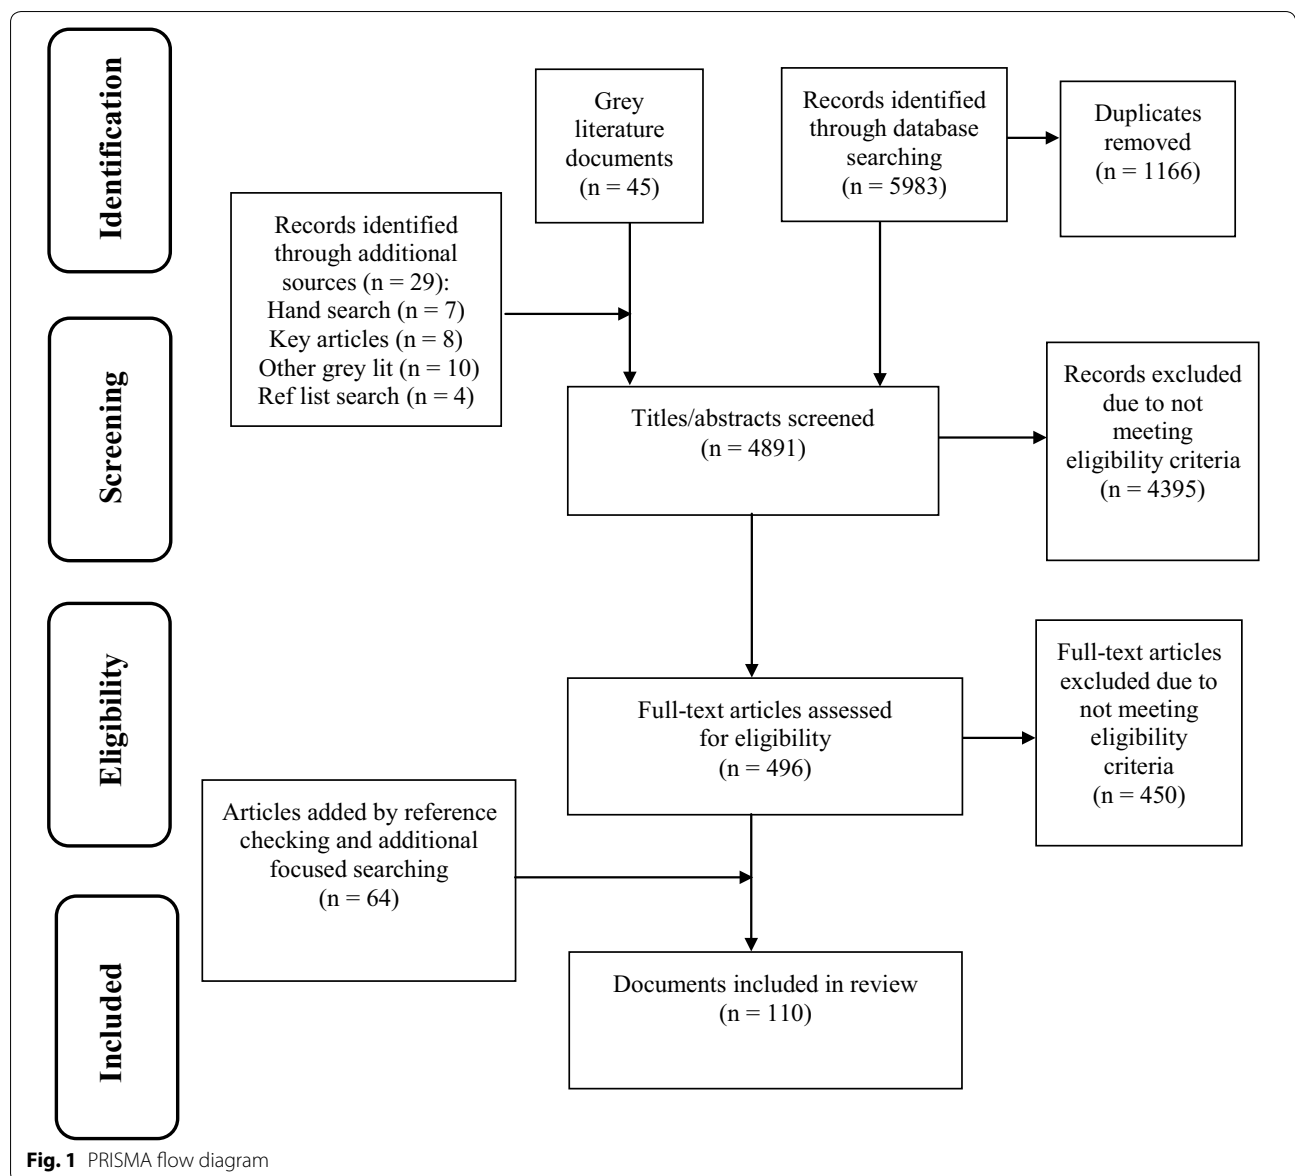 Identification
Grey
literature
documents
(n = 45)
Records identified
through database
searching
(n = 5983)
Duplicates
removed
(n = 1166)
Records identified
through additional
sources (n = 29):
Hand search (n = 7)
Key articles (n = 8)
Other grey lit (n = 10)
Ref list search (n = 4)
Screening
Titles/abstracts screened
(n = 4891)
Records excluded
due to not
meeting
eligibility criteria
(n = 4395)
Eligibility
Full-text articles assessed
for eligibility
(n = 496)
Full-text articles
excluded due to
not meeting
eligibility
criteria
(n = 450)
Articles added by reference
checking and additional
focused searching
(n = 64)
Included
Documents included in review
(n = 110)
Fig. 1 PRISMA flow diagram